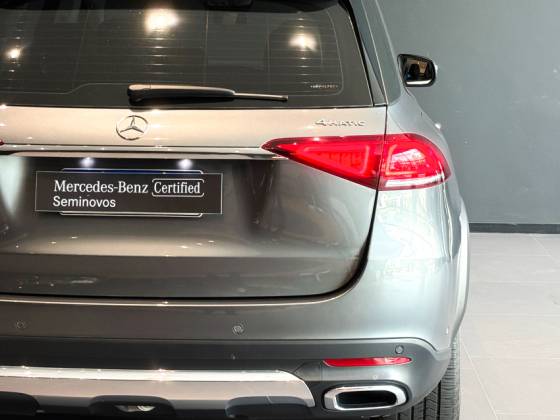 4MATIC
Mercedes-Benz Certified
Seminovos